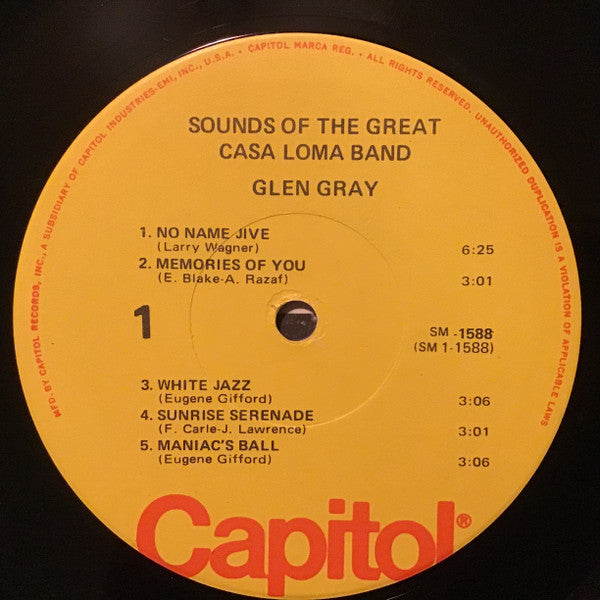 MFD. BY CAPITOL RECORDS, INC., A SUBSIDIARY OF CAPITOL INDUSTRIES-EMI, INC., U.S.A. • CAPITOL MARCA REG. • ALL RIGHTS RESERVED. UNAUTHORIZED DUPLICATION IS A VIOLATION OF APPLICABLE LAWS
SOUNDS OF THE GREAT
CASA LOMA BAND
GLEN GRAY
1. NO NAME JIVE
(Larry Wagner) 6:25
2. MEMORIES OF YOU
(E. Blake-A. Razaf) 3:01
1
SM -1588
(SM 1-1588)
3. WHITE JAZZ
(Eugene Gifford) 3:06
4. SUNRISE SERENADE
(F. Carle-J. Lawrence) 3:01
5. MANIAC'S BALL
(Eugene Gifford) 3:06
Capitol®